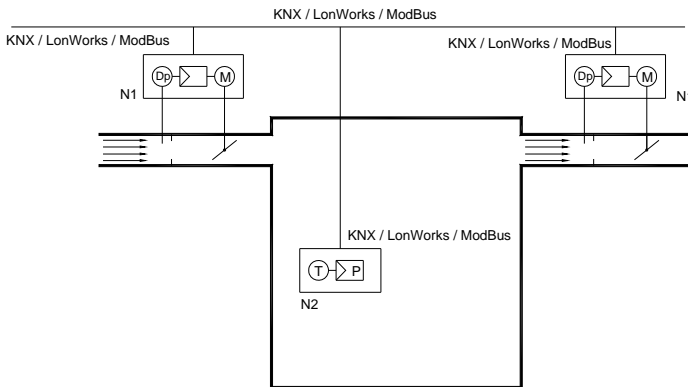 KNX / LonWorks / ModBus
KNX / LonWorks / ModBus
KNX / LonWorks / ModBus
Dp
M
Dp
M
N1
KNX / LonWorks / ModBus
T
P
N2